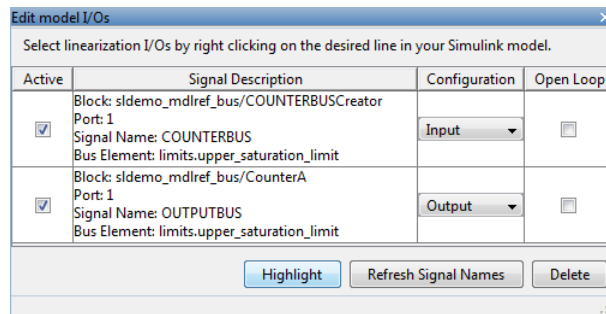 Edit model I/Os
Select linearization I/Os by right clicking on the desired line in your Simulink model.
Active Signal Description Configuration Open Loop
Block: sldemo_mdlref_bus/COUNTERBUSCreator
Port: 1
Signal Name: COUNTERBUS
Bus Element: limits.upper_saturation_limit
Input
Block: sldemo_mdlref_bus/CounterA
Port: 1
Signal Name: OUTPUTBUS
Bus Element: limits.upper_saturation_limit
Output
Highlight Refresh Signal Names Delete